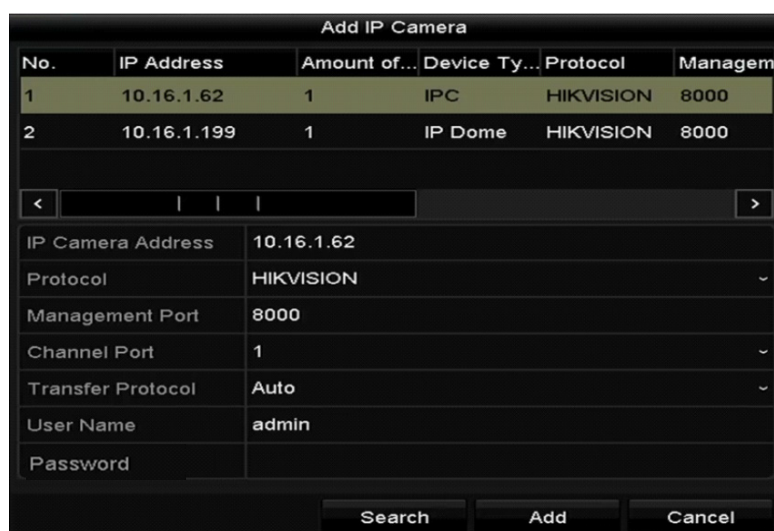 Add IP Camera
No. IP Address Amount of... Device Ty... Protocol Managem
1 10.16.1.62 1 IPC HIKVISION 8000
2 10.16.1.199 1 IP Dome HIKVISION 8000
IP Camera Address 10.16.1.62
Protocol HIKVISION
Management Port 8000
Channel Port 1
Transfer Protocol Auto
User Name admin
Password
Search Add Cancel